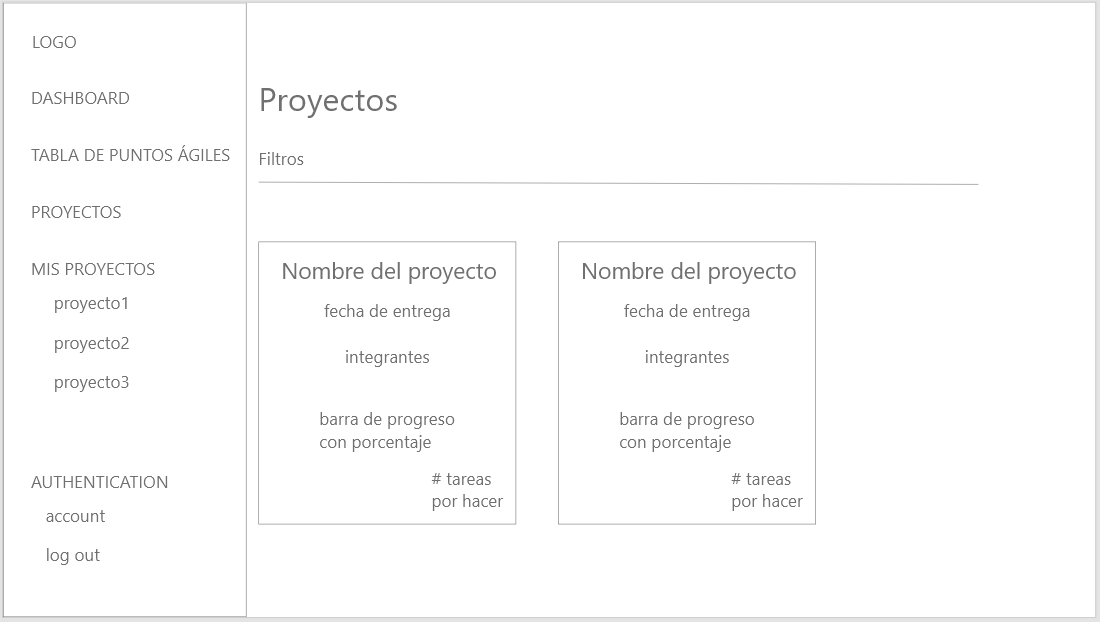 LOGO
DASHBOARD
TABLA DE PUNTOS ÁGILES
PROYECTOS
MIS PROYECTOS
proyecto1
proyecto2
proyecto3
AUTHENTICATION
account
log out
Proyectos
Filtros
Nombre del proyecto
fecha de entrega
integrantes
barra de progreso
con porcentaje
# tareas
por hacer
Nombre del proyecto
fecha de entrega
integrantes
barra de progreso
con porcentaje
# tareas
por hacer